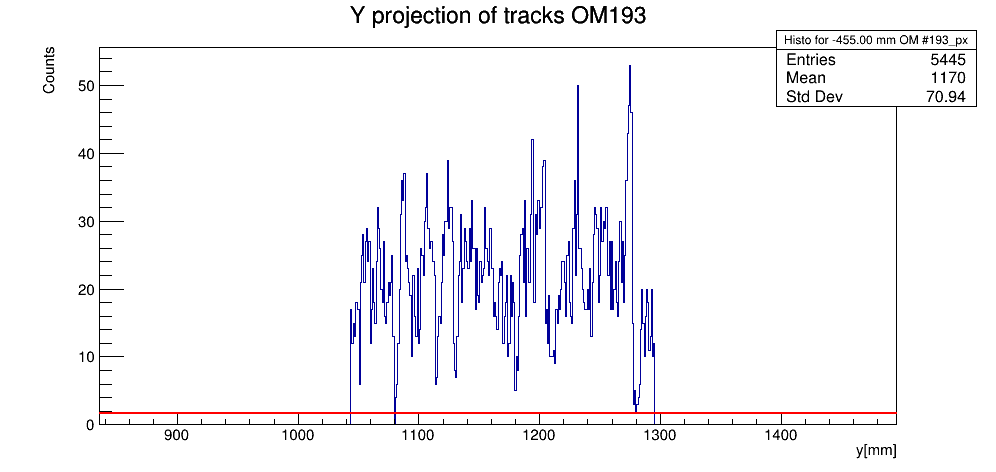 Y projection of tracks OM193
Histo for -455.00 mm OM #193_px
Entries 5445
Mean 1170
Std Dev 70.94
Counts
50
40
30
20
10
0
900 1000 1100 1200 1300 1400
y[mm]